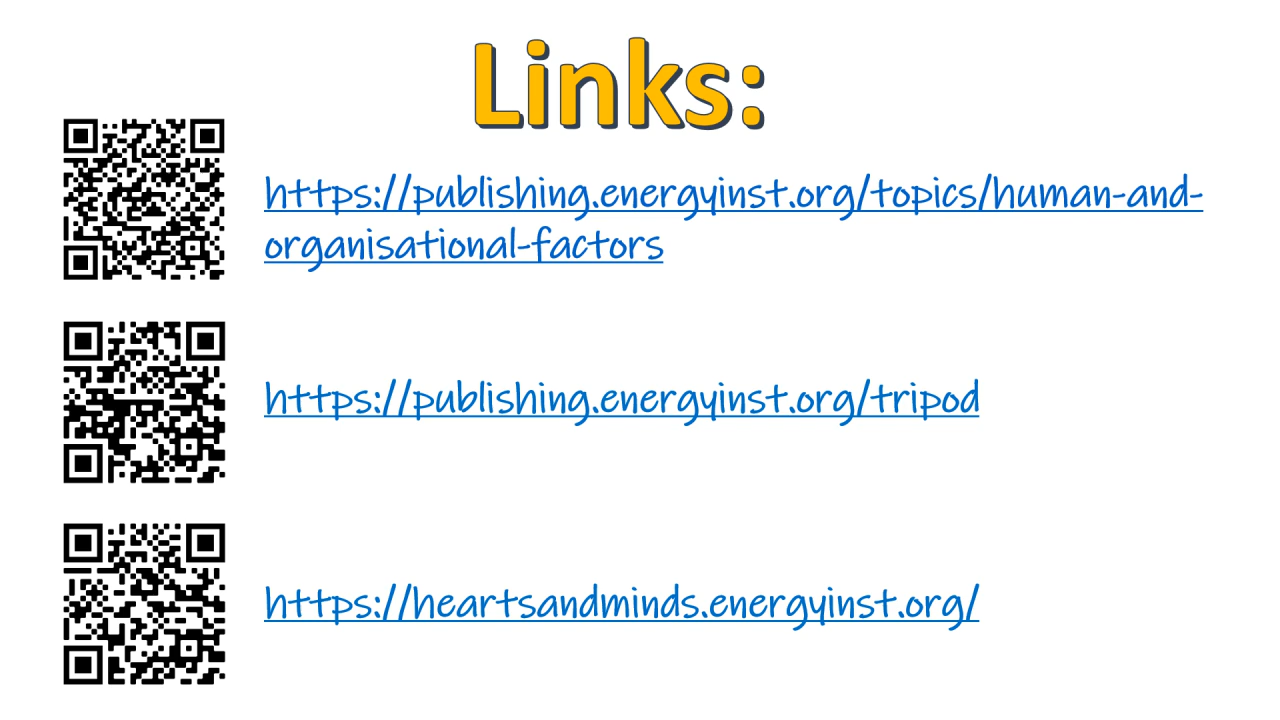 Links:
https://publishing.energyinst.org/topics/human-and-
organisational-factors
https://publishing.energyinst.org/tripod
https://heartsandminds.energyinst.org/